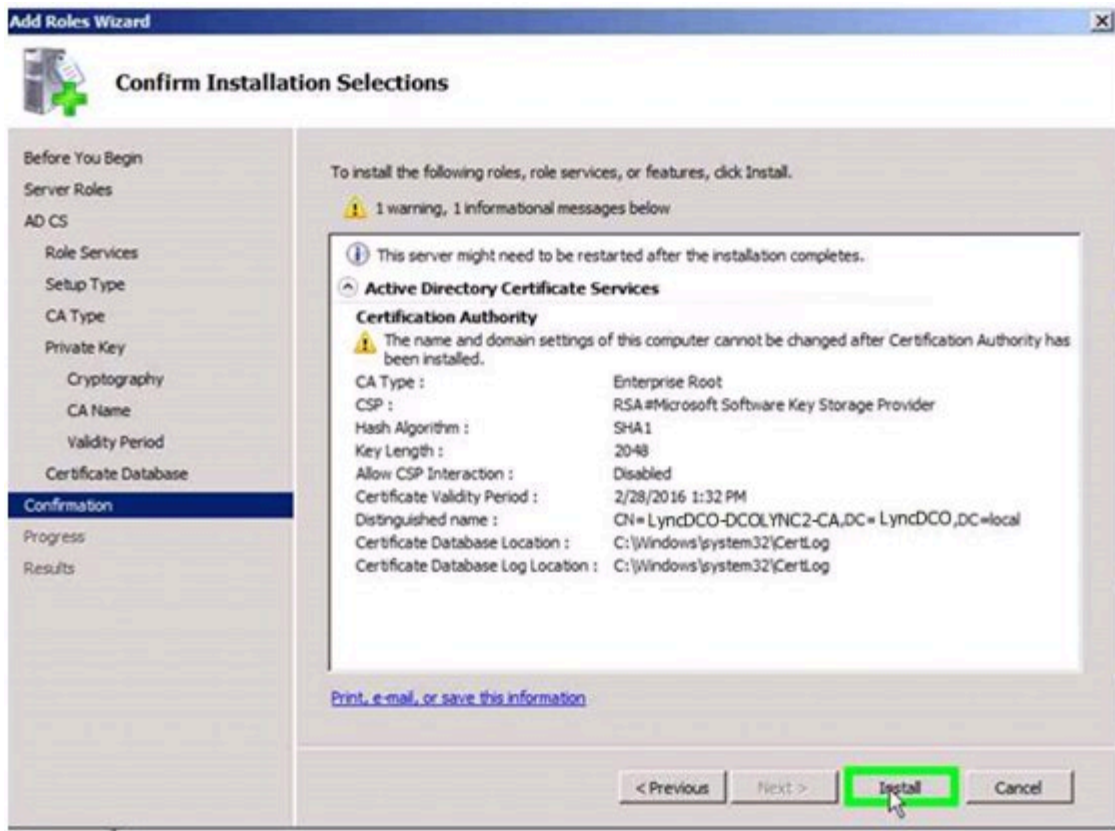 Add Roles Wizard
Confirm Installation Selections
Before You Begin
Server Roles
AD CS
Role Services
Setup Type
CA Type
Private Key
Cryptography
CA Name
Validity Period
Certificate Database
Confirmation
Progress
Results
To install the following roles, role services, or features, click Install.
1 warning, 1 informational messages below
This server might need to be restarted after the installation completes.
Active Directory Certificate Services
Certification Authority
The name and domain settings of this computer cannot be changed after Certification Authority has
been installed.
CA Type : Enterprise Root
CSP : RSA#Microsoft Software Key Storage Provider
Hash Algorithm : SHA1
Key Length : 2048
Allow CSP Interaction : Disabled
Certificate Validity Period : 2/28/2016 1:32 PM
Distinguished name : CN=LyncDCO-DCOLYNC2-CA,DC= LyncDCO,DC=local
Certificate Database Location : C:\Windows\system32\CertLog
Certificate Database Log Location : C:\Windows\system32\CertLog
Print, e-mail, or save this information
< Previous Next > Install Cancel